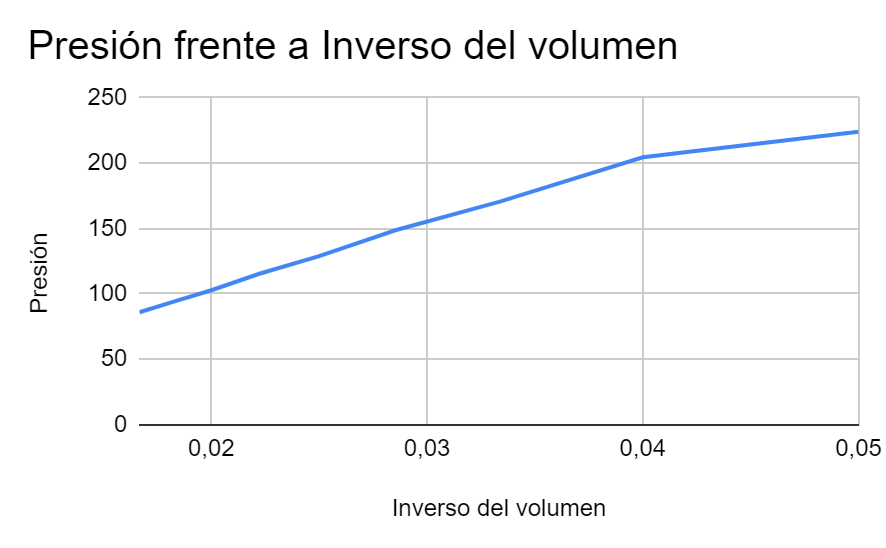 Presión frente a Inverso del volumen
250
200
150
100
50
0
Presión
0,02 0,03 0,04 0,05
Inverso del volumen